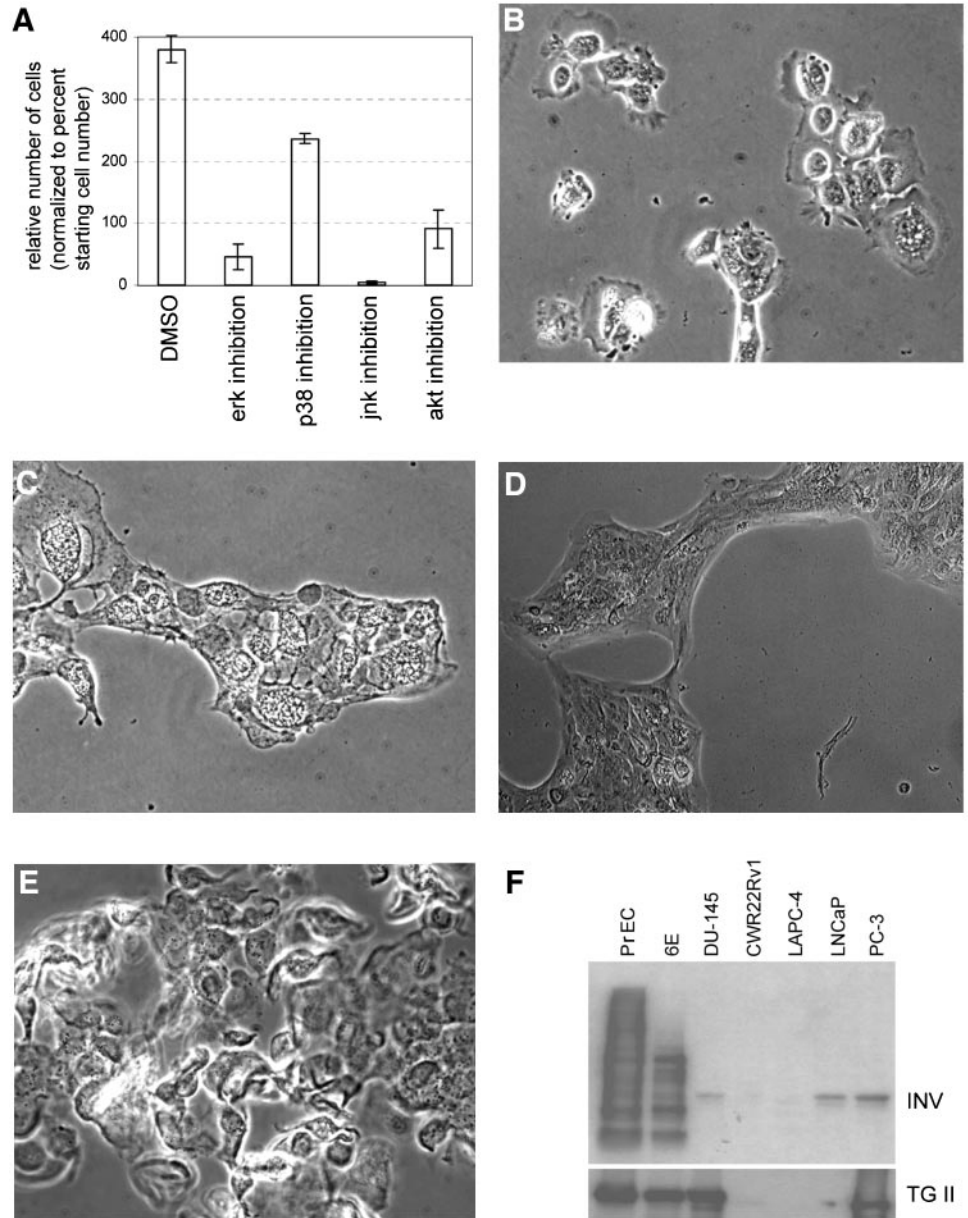 A
relative number of cells
(normalized to percent
starting cell number)
400
300
200
100
0
DMSO
erk inhibition
p38 inhibition
jnk inhibition
akt inhibition
B
C
D
E
F
PrEC
6E
DU-145
CWR22Rv1
LAPC-4
LNCaP
PC-3
INV
TG II